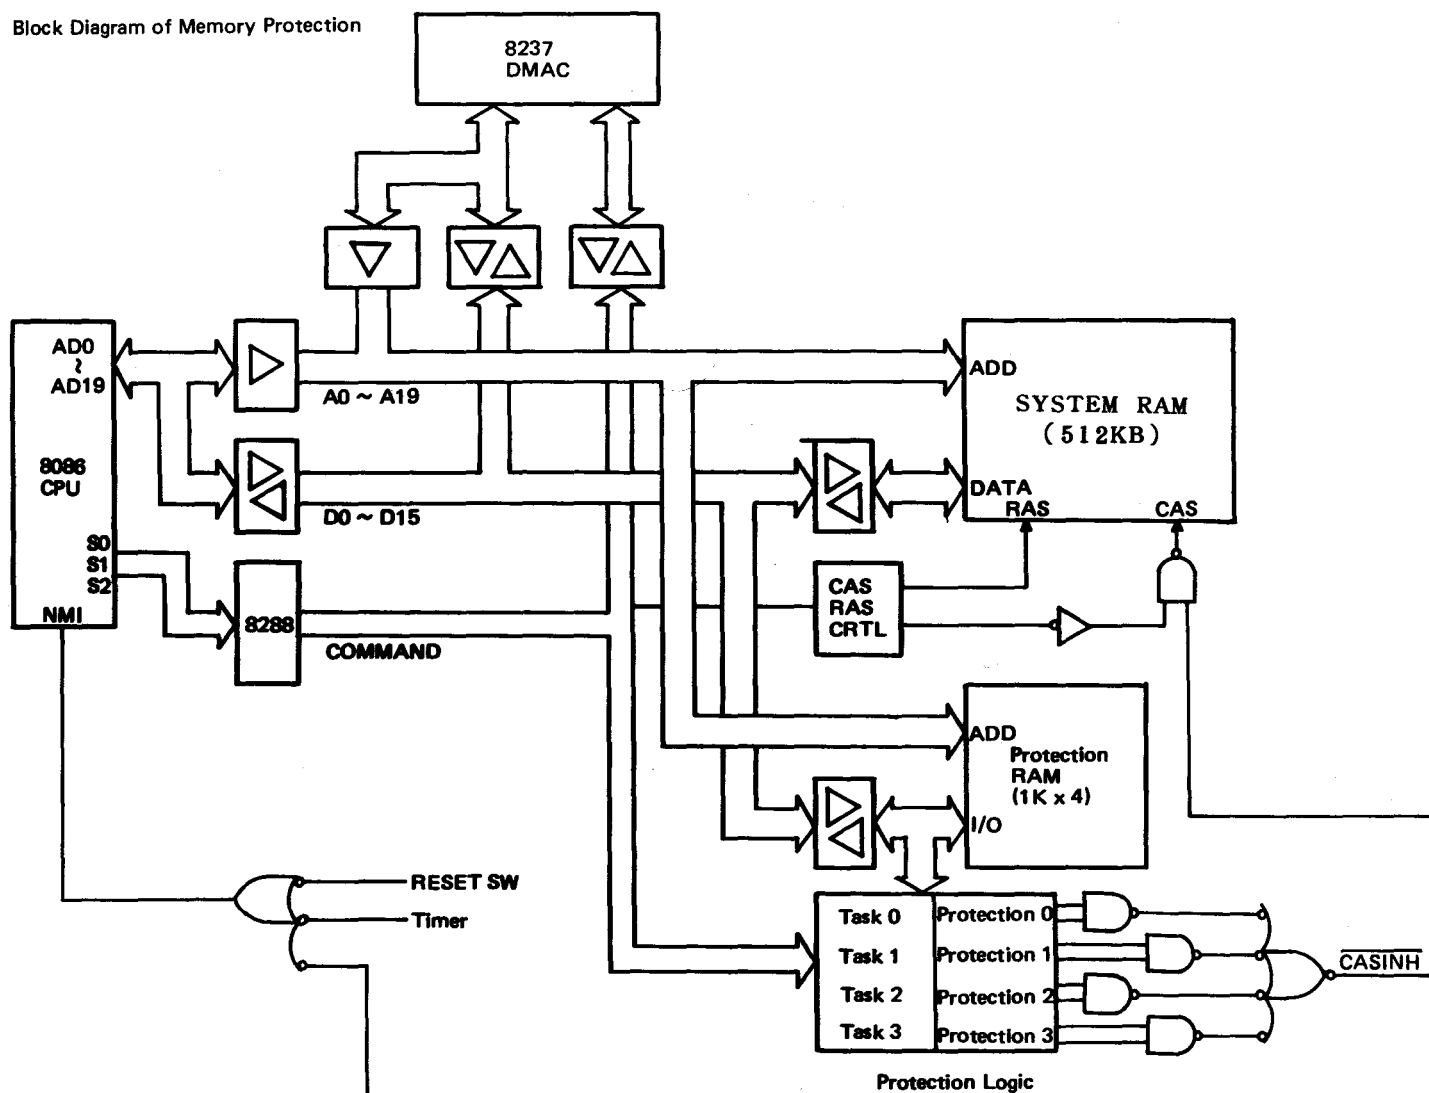 Block Diagram of Memory Protection
8237
DMAC
AD0
~
AD19
8086
CPU
S0
S1
S2
NMI
A0 ~ A19
D0 ~ D15
8288
COMMAND
ADD
SYSTEM RAM
(512KB)
DATA
RAS
CAS
CAS
RAS
CRTL
ADD
Protection
RAM
(1K x 4)
I/O
RESET SW
Timer
Task 0
Protection 0
Task 1
Protection 1
Task 2
Protection 2
Task 3
Protection 3
CASINH
Protection Logic